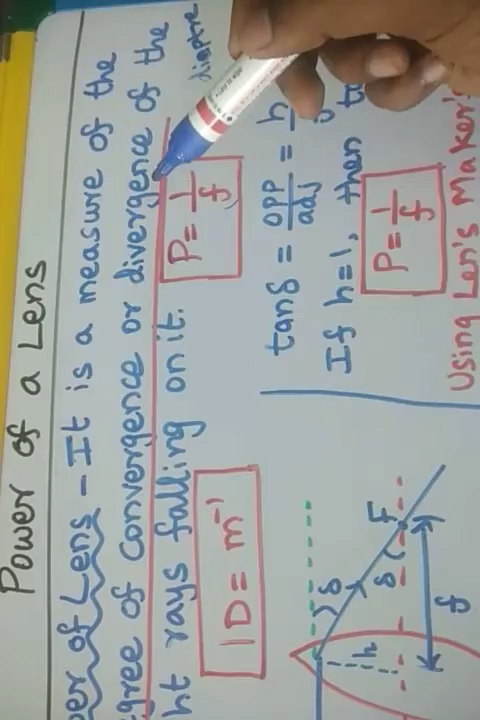 Power of a Lens
er of Lens - It is a measure of the
gree of convergence or divergence of the
ht rays falling on it.
P = 1/f
dioptre
1D = m⁻¹
tanδ = opp/adj = h/
If h=1, then t
P = 1/f
Using Len's Maker's
δ
δ
F
h
f